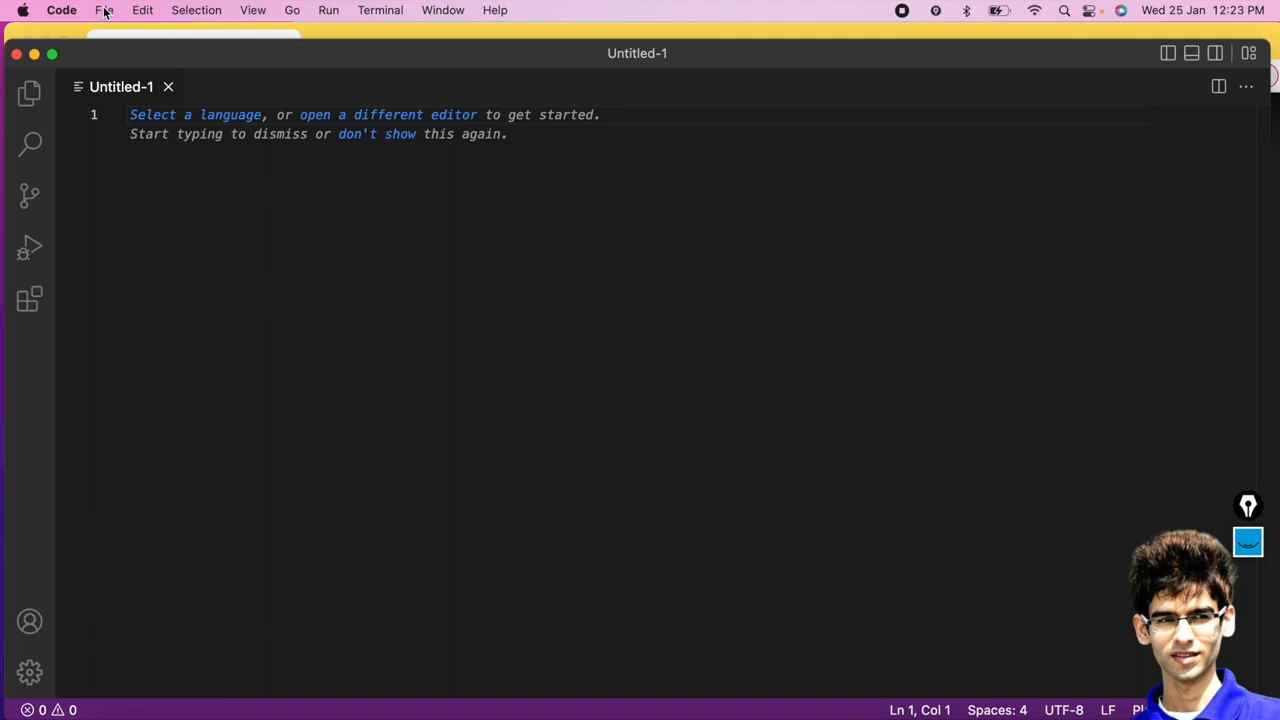 Code File Edit Selection View Go Run Terminal Window Help Wed 25 Jan 12:23 PM
Untitled-1
Untitled-1
1 Select a language, or open a different editor to get started.
Start typing to dismiss or don't show this again.
0 0 Ln 1, Col 1 Spaces: 4 UTF-8 LF